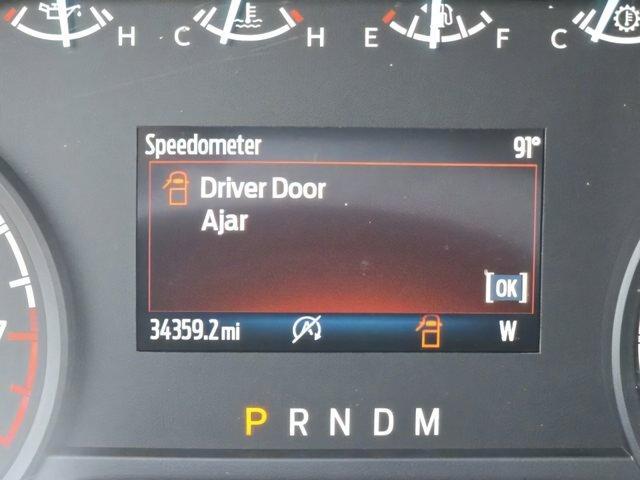 H C H E F C
Speedometer 91°
Driver Door
Ajar
[OK]
34359.2 mi W
P R N D M